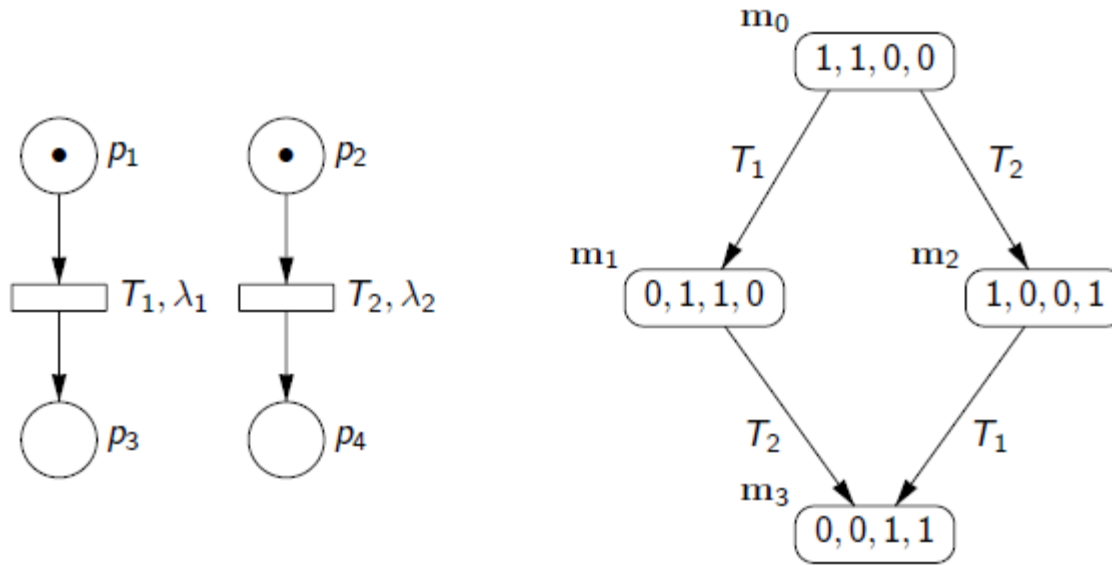 p₁
p₂
T₁, λ₁
T₂, λ₂
p₃
p₄
m₀
1, 1, 0, 0
T₁
T₂
m₁
0, 1, 1, 0
m₂
1, 0, 0, 1
T₂
T₁
m₃
0, 0, 1, 1